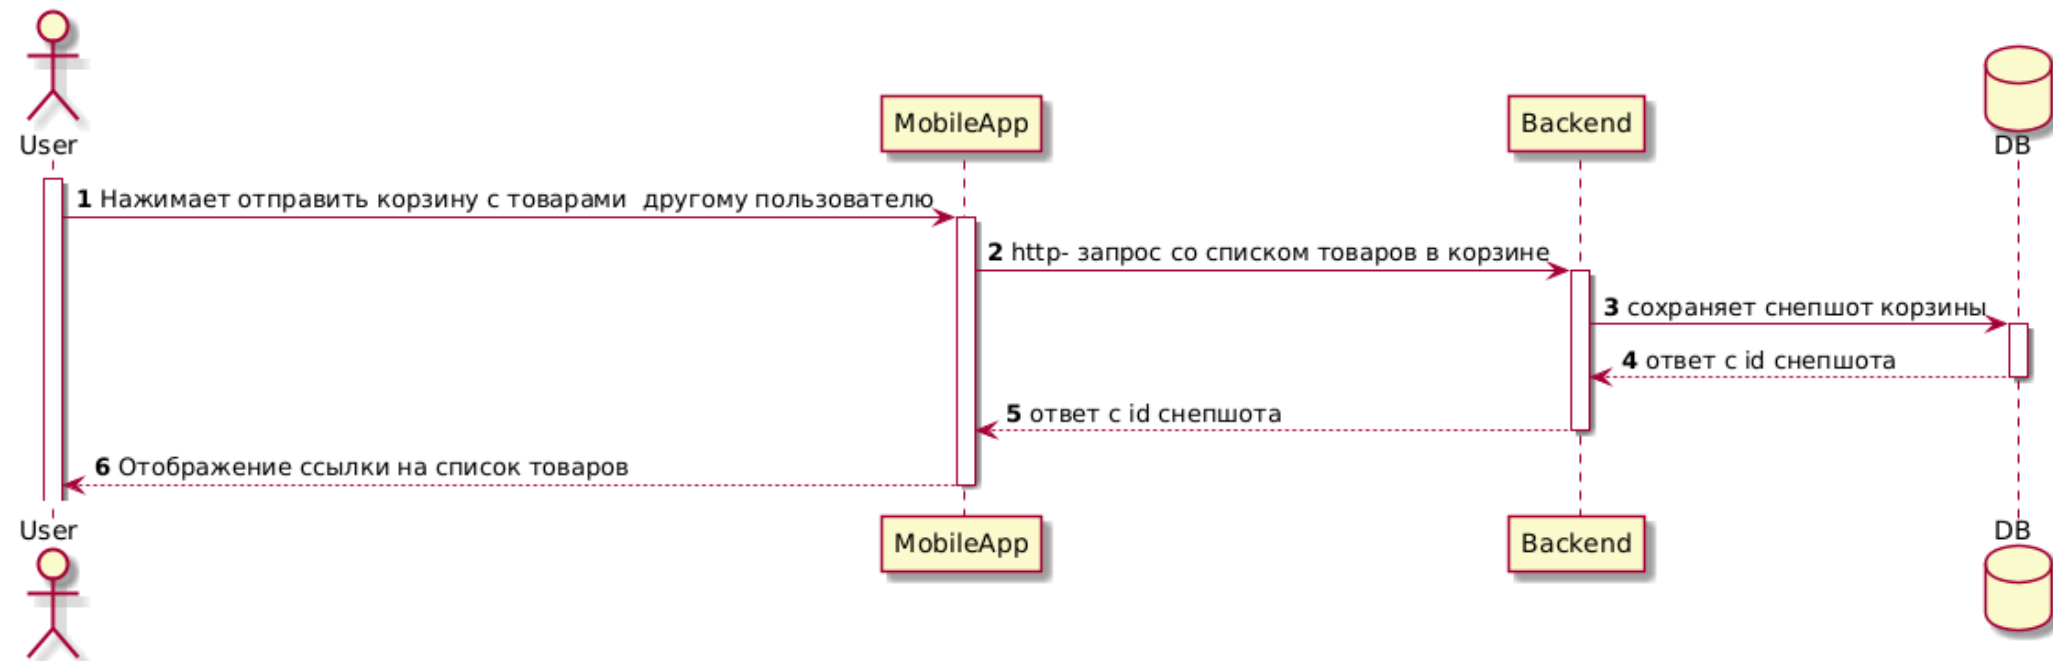 User
MobileApp
Backend
DB
1 Нажимает отправить корзину с товарами  другому пользователю
2 http- запрос со списком товаров в корзине
3 сохраняет снепшот корзины
4 ответ с id снепшота
5 ответ с id снепшота
6 Отображение ссылки на список товаров
User
MobileApp
Backend
DB